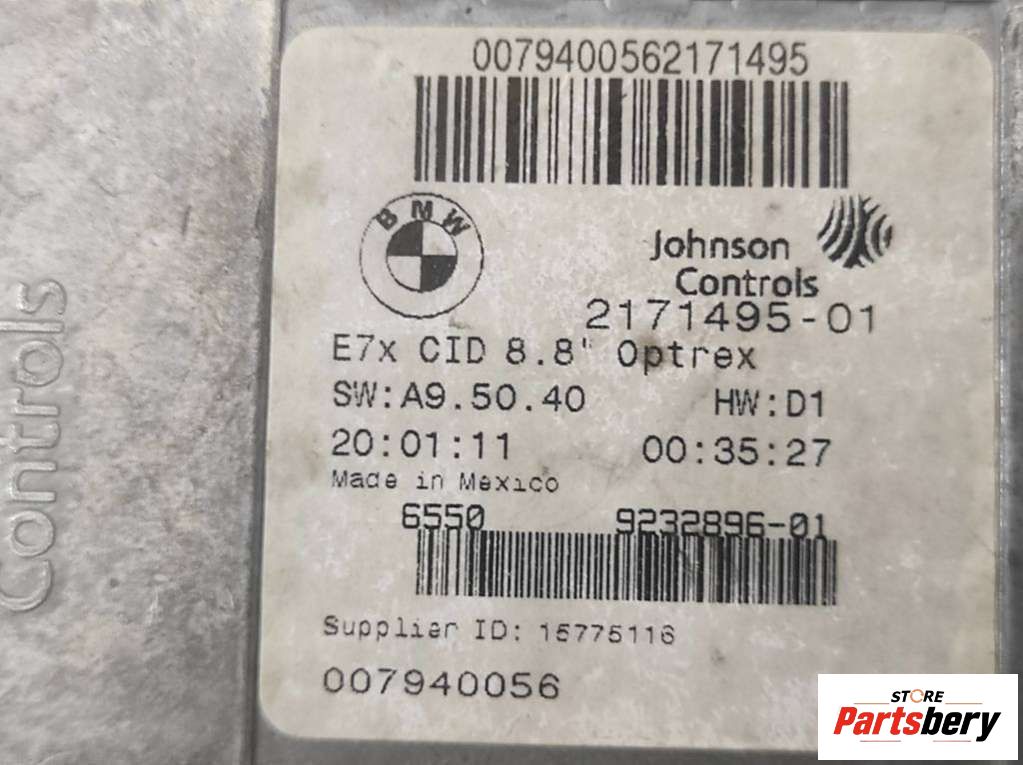 0079400562171495
BMW
Johnson
Controls
2171495-01
E7x CID 8.8" Optrex
SW:A9.50.40 HW:D1
20:01:11 00:35:27
Made in Mexico
6550 9232896-01
Supplier ID: 15775116
007940056
Controls
STORE
Partsbery